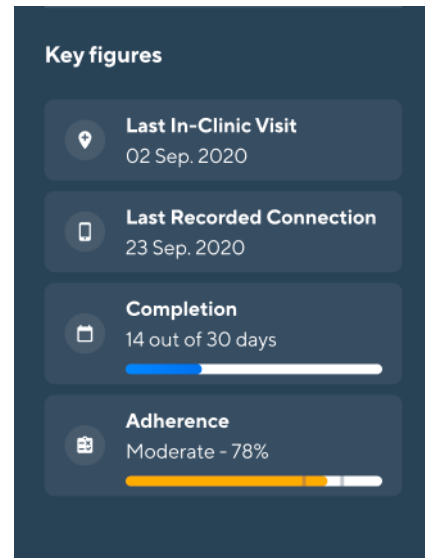 Key figures
Last In-Clinic Visit
02 Sep. 2020
Last Recorded Connection
23 Sep. 2020
Completion
14 out of 30 days
Adherence
Moderate - 78%